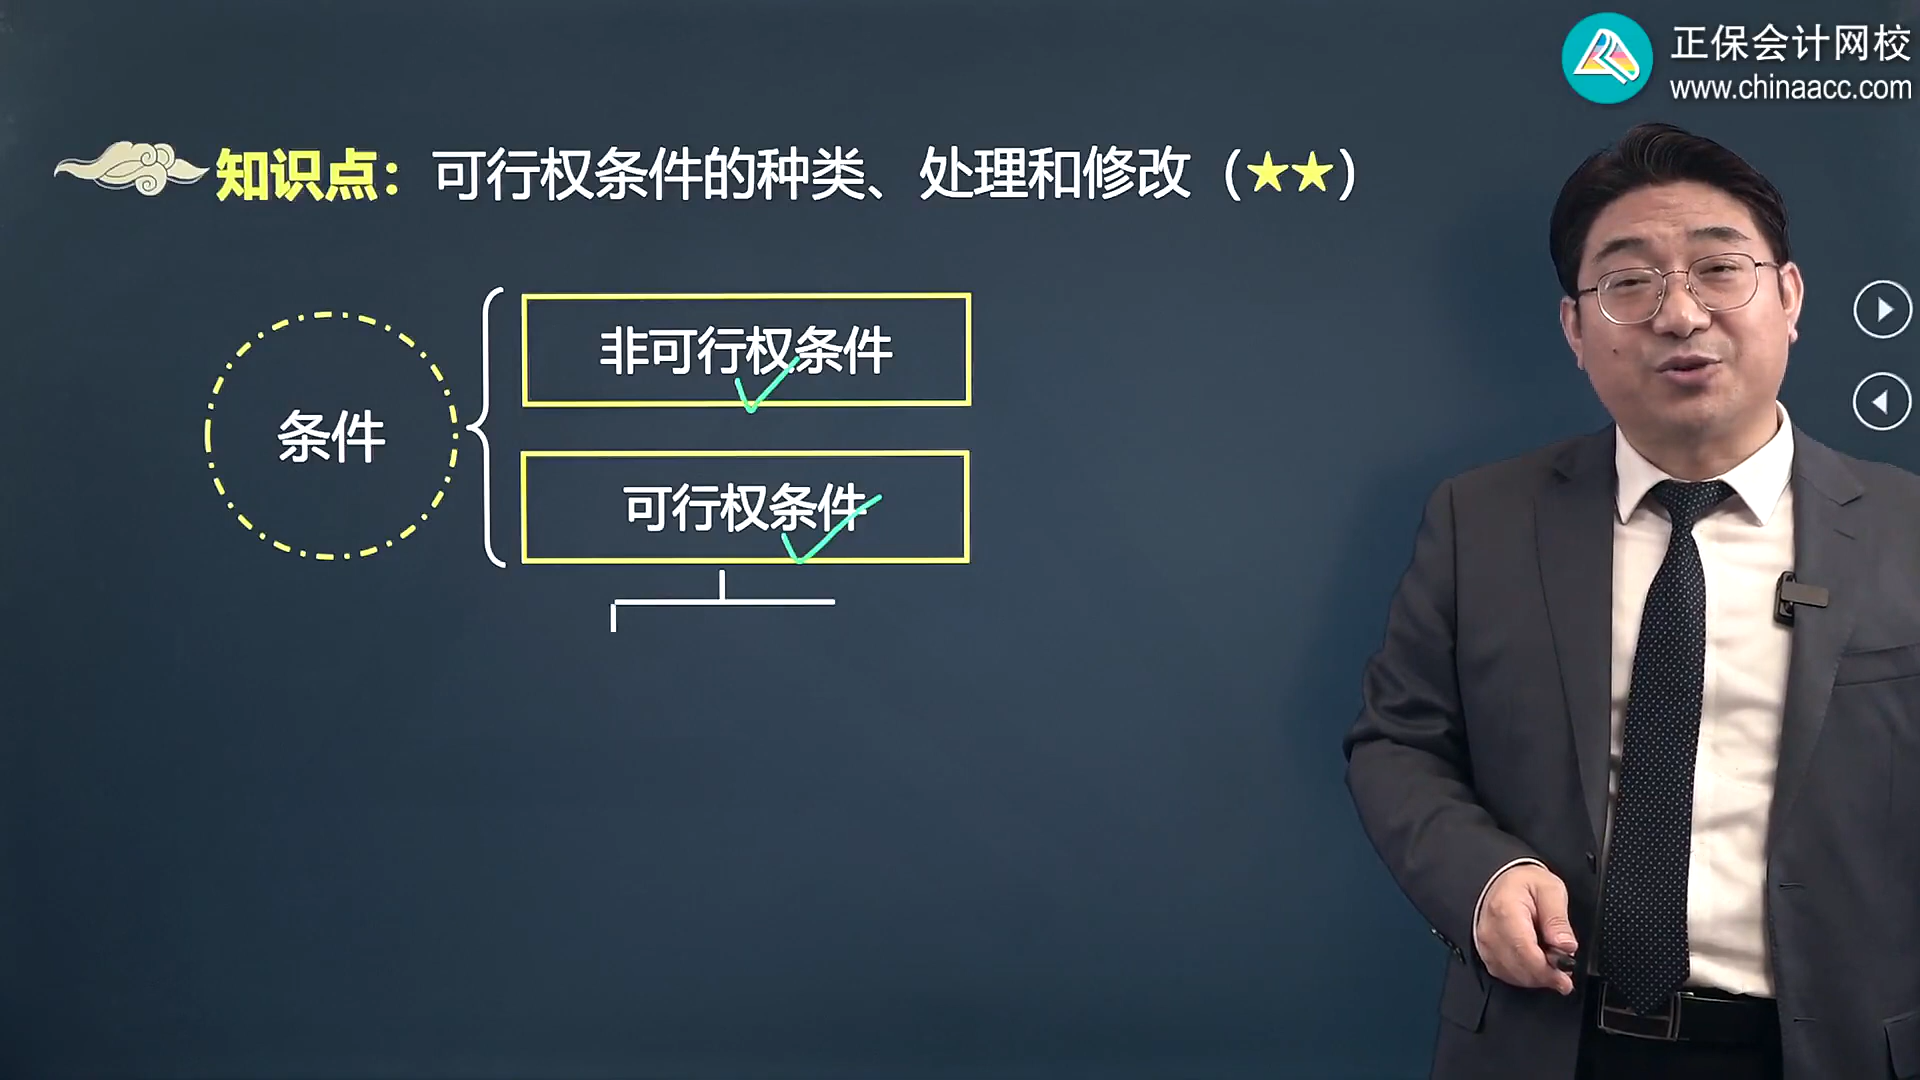 正保会计网校
www.chinaacc.com
知识点：可行权条件的种类、处理和修改（★★）
非可行权条件
条件
可行权条件